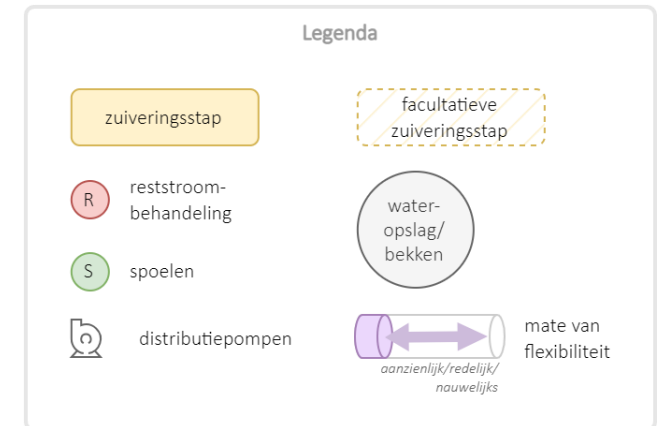 Legenda
zuiveringsstap
facultatieve
zuiveringsstap
R
reststroom-
behandeling
water-
opslag/
bekken
S
spoelen
distributiepompen
mate van
flexibiliteit
aanzienlijk/redelijk/
nauwelijks